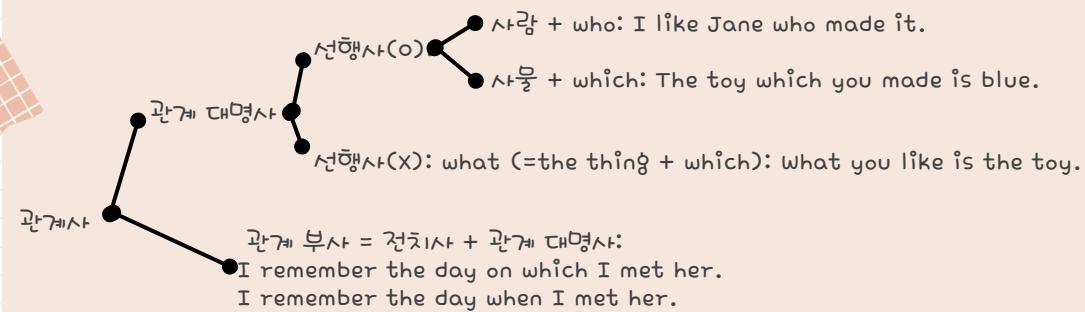 사람 + who: I like Jane who made it.
선행사(o)
사물 + which: The toy which you made is blue.
관계 대명사
선행사(X): what (=the thing + which): What you like is the toy.
관계사
관계 부사 = 전치사 + 관계 대명사:
I remember the day on which I met her.
I remember the day when I met her.